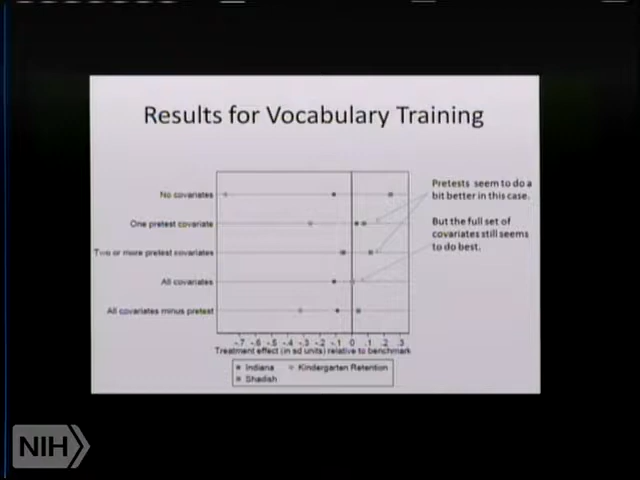 Results for Vocabulary Training
No covariates
One pretest covariate
Two or more pretest covariates
All covariates
All covariates minus pretest
Pretests seem to do a
bit better in this case.
But the full set of
covariates still seems
to do best.
-.7 -.6 -.4 -.3 -.2 -.1 0 .1 .2 .3
Treatment effect (in sd units) relative to benchmark
Indiana
Kindergarten Retention
Shadish
NIH